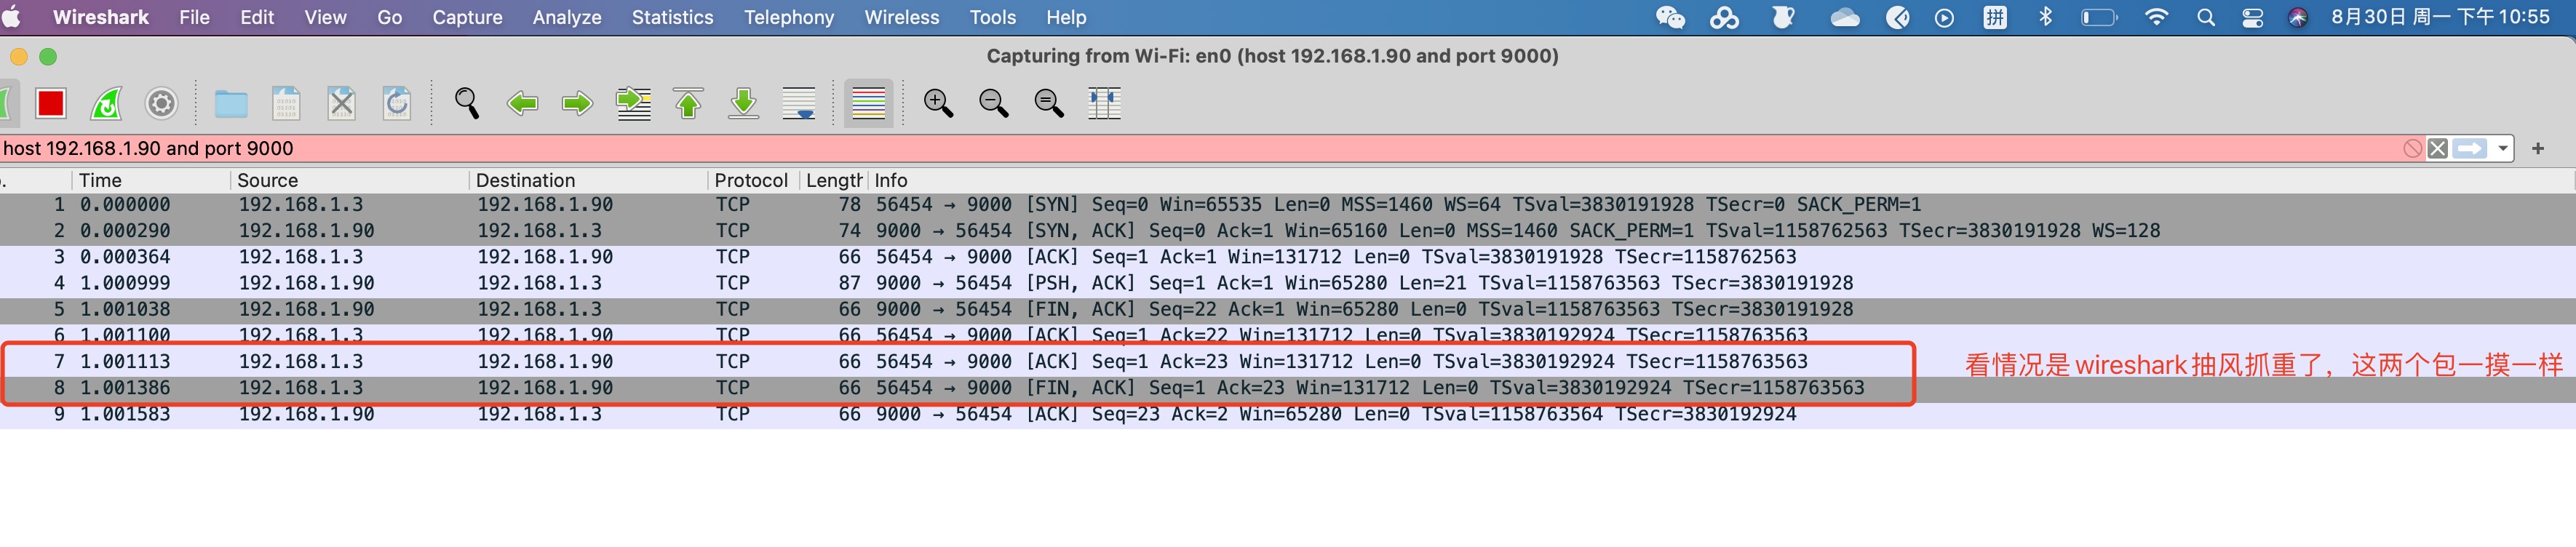 Wireshark File Edit View Go Capture Analyze Statistics Telephony Wireless Tools Help 拼 8月30日 周一 下午 10:55
Capturing from Wi-Fi: en0 (host 192.168.1.90 and port 9000)
host 192.168.1.90 and port 9000
. Time Source Destination Protocol Length Info
1 0.000000 192.168.1.3 192.168.1.90 TCP 78 56454 → 9000 [SYN] Seq=0 Win=65535 Len=0 MSS=1460 WS=64 TSval=3830191928 TSecr=0 SACK_PERM=1
2 0.000290 192.168.1.90 192.168.1.3 TCP 74 9000 → 56454 [SYN, ACK] Seq=0 Ack=1 Win=65160 Len=0 MSS=1460 SACK_PERM=1 TSval=1158762563 TSecr=3830191928 WS=128
3 0.000364 192.168.1.3 192.168.1.90 TCP 66 56454 → 9000 [ACK] Seq=1 Ack=1 Win=131712 Len=0 TSval=3830191928 TSecr=1158762563
4 1.000999 192.168.1.90 192.168.1.3 TCP 87 9000 → 56454 [PSH, ACK] Seq=1 Ack=1 Win=65280 Len=21 TSval=1158763563 TSecr=3830191928
5 1.001038 192.168.1.90 192.168.1.3 TCP 66 9000 → 56454 [FIN, ACK] Seq=22 Ack=1 Win=65280 Len=0 TSval=1158763563 TSecr=3830191928
6 1.001100 192.168.1.3 192.168.1.90 TCP 66 56454 → 9000 [ACK] Seq=1 Ack=22 Win=131712 Len=0 TSval=3830192924 TSecr=1158763563
7 1.001113 192.168.1.3 192.168.1.90 TCP 66 56454 → 9000 [ACK] Seq=1 Ack=23 Win=131712 Len=0 TSval=3830192924 TSecr=1158763563
看情况是wireshark抽风抓重了，这两个包一摸一样
8 1.001386 192.168.1.3 192.168.1.90 TCP 66 56454 → 9000 [FIN, ACK] Seq=1 Ack=23 Win=131712 Len=0 TSval=3830192924 TSecr=1158763563
9 1.001583 192.168.1.90 192.168.1.3 TCP 66 9000 → 56454 [ACK] Seq=23 Ack=2 Win=65280 Len=0 TSval=1158763564 TSecr=3830192924